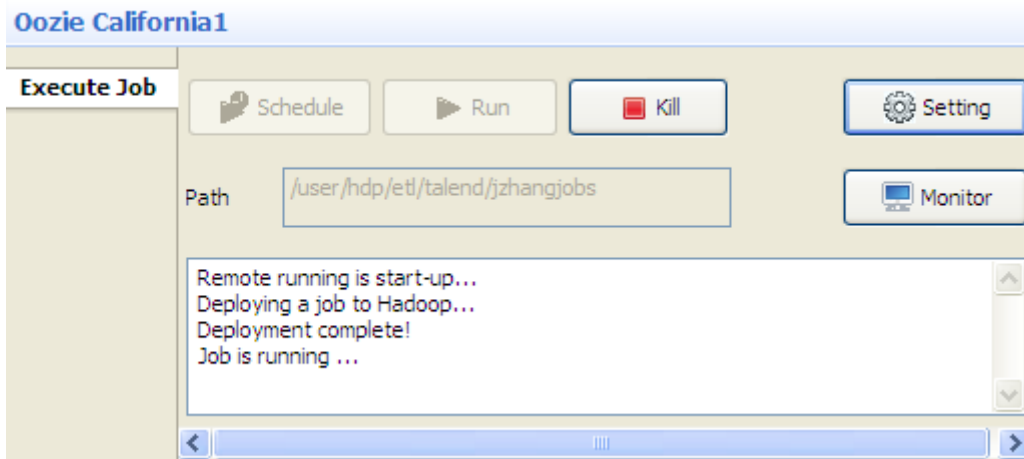 Oozie California1
Execute Job
Schedule
Run
Kill
Setting
Path
/user/hdp/etl/talend/jzhangjobs
Monitor
Remote running is start-up...
Deploying a job to Hadoop...
Deployment complete!
Job is running ...